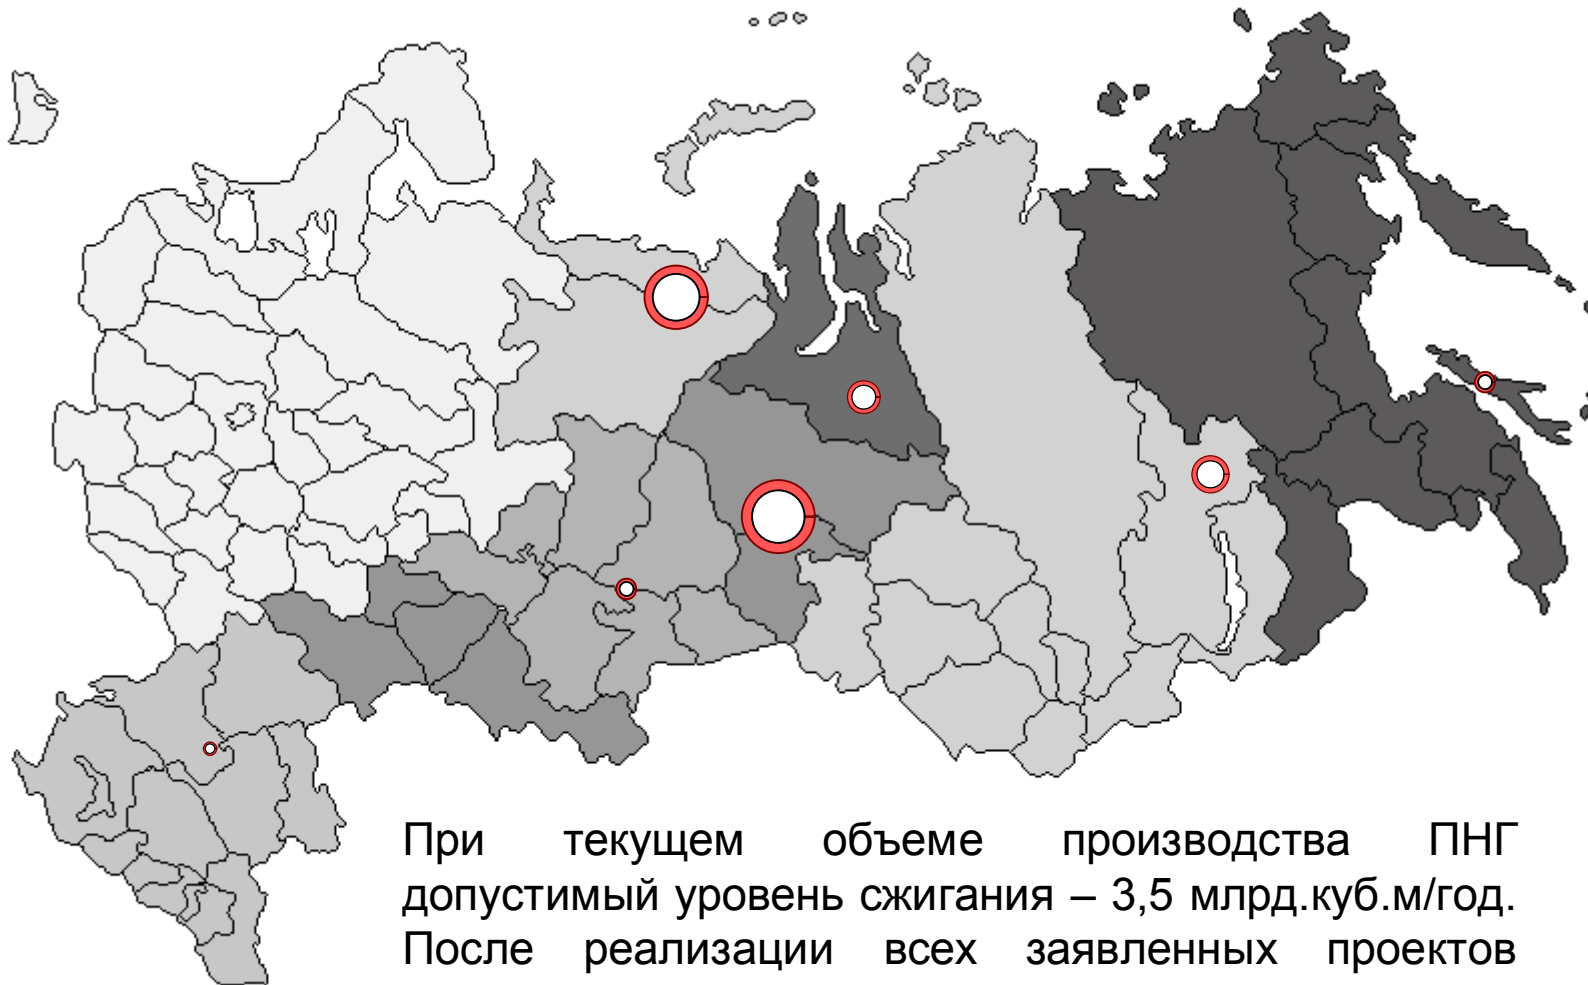 При текущем объеме производства ПНГ
допустимый уровень сжигания – 3,5 млрд.куб.м/год.
После реализации всех заявленных проектов